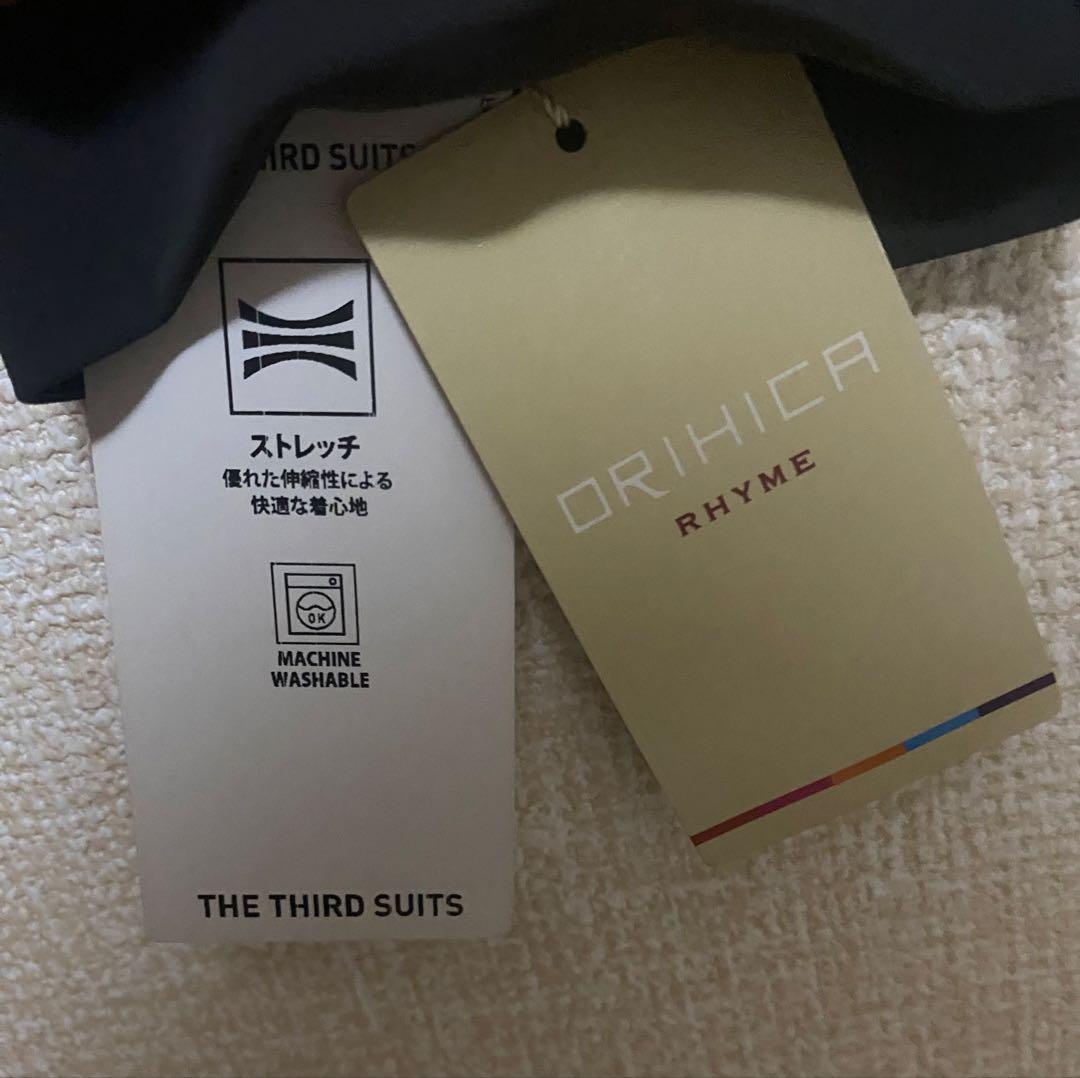 THIRD SUITS
ストレッチ
優れた伸縮性による
快適な着心地
OK
MACHINE
WASHABLE
THE THIRD SUITS
ORIHICA
RHYME